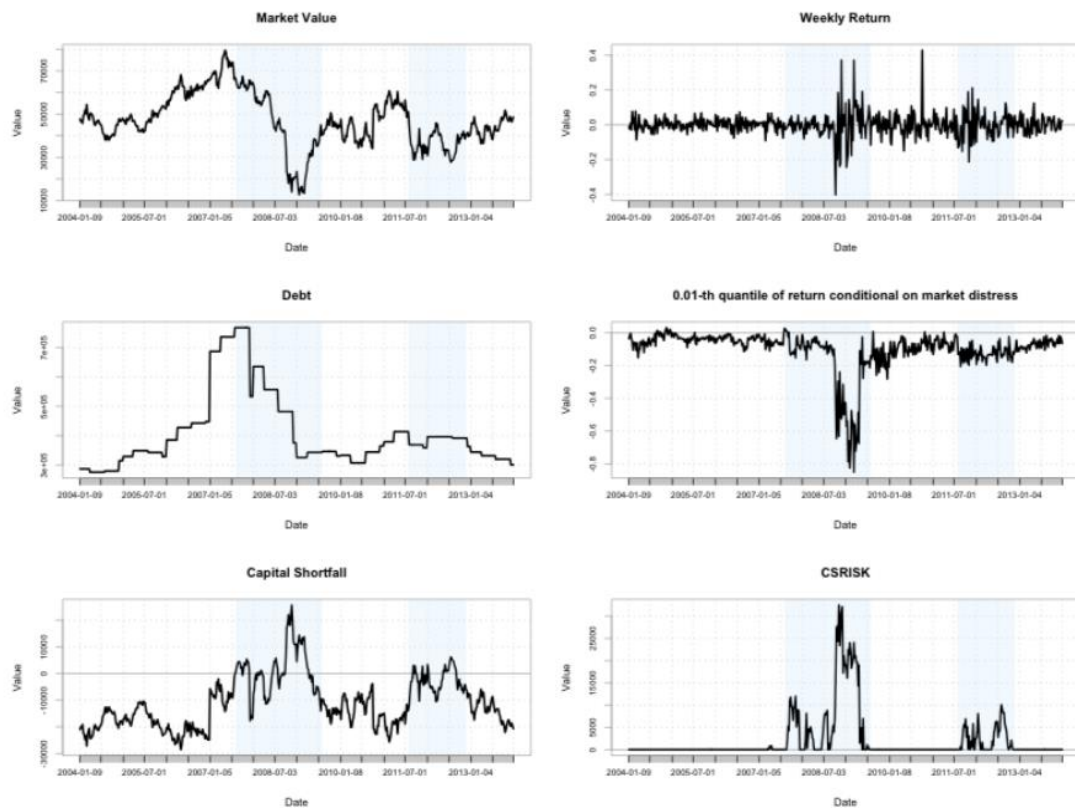 Market Value
Value
10000 30000 50000 70000
2004-01-09 2005-07-01 2007-01-05 2008-07-03 2010-01-08 2011-07-01 2013-01-04
Date
Weekly Return
Value
-0.4 -0.2 0.0 0.2 0.4
2004-01-09 2005-07-01 2007-01-05 2008-07-03 2010-01-08 2011-07-01 2013-01-04
Date
Debt
Value
3e+05 5e+05 7e+05
2004-01-09 2005-07-01 2007-01-05 2008-07-03 2010-01-08 2011-07-01 2013-01-04
Date
0.01-th quantile of return conditional on market distress
Value
-0.8 -0.6 -0.4 -0.2 0.0
2004-01-09 2005-07-01 2007-01-05 2008-07-03 2010-01-08 2011-07-01 2013-01-04
Date
Capital Shortfall
Value
-30000 -10000 0 10000
2004-01-09 2005-07-01 2007-01-05 2008-07-03 2010-01-08 2011-07-01 2013-01-04
Date
CSRISK
Value
0 5000 15000 25000
2004-01-09 2005-07-01 2007-01-05 2008-07-03 2010-01-08 2011-07-01 2013-01-04
Date